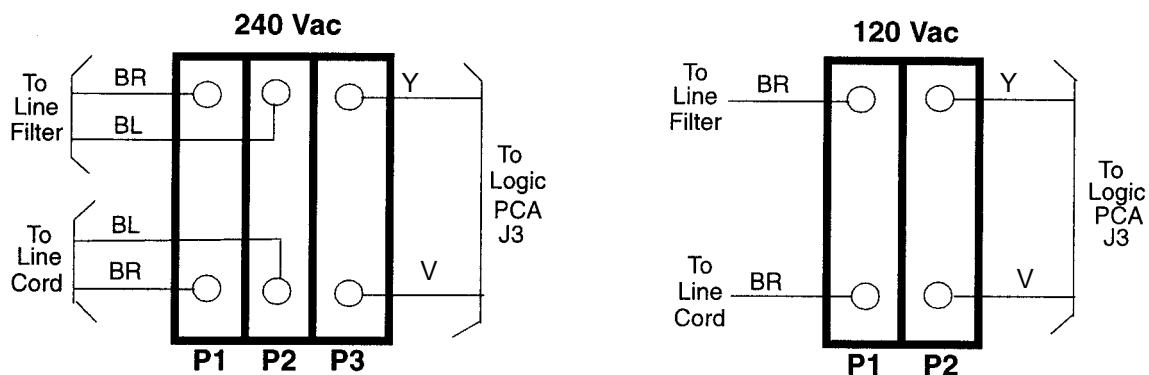 240 Vac
To
Line
Filter
BR
BL
To
Line
Cord
BL
BR
Y
V
To
Logic
PCA
J3
P1 P2 P3
120 Vac
To
Line
Filter
BR
To
Line
Cord
BR
Y
V
To
Logic
PCA
J3
P1 P2